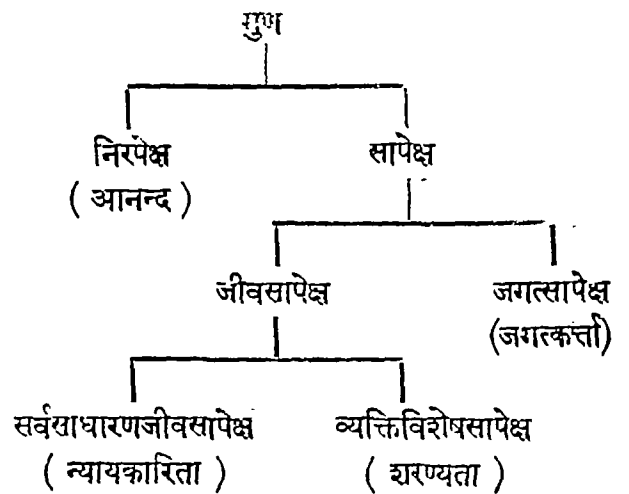 गुण
निरपेक्ष सापेक्ष
( आनन्द )
जीवसापेक्ष जगत्सापेक्ष
(जगत्कर्त्ता)
सर्वसाधारणजीवसापेक्ष व्यक्तिविशेषसापेक्ष
( न्यायकारिता ) ( शरण्यता )